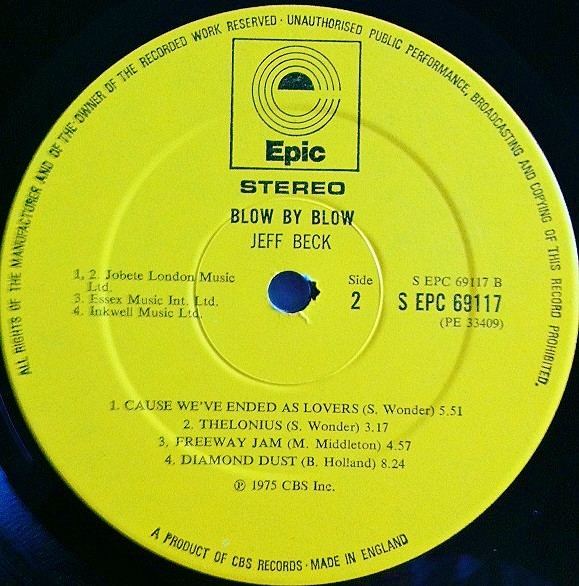 ALL RIGHTS OF THE MANUFACTURER AND OF THE OWNER OF THE RECORDED WORK RESERVED · UNAUTHORISED PUBLIC PERFORMANCE, BROADCASTING AND COPYING OF THIS RECORD PROHIBITED.
Epic
STEREO
BLOW BY BLOW
JEFF BECK
1, 2. Jobete London Music
Ltd.
3. Essex Music Int. Ltd.
4. Inkwell Music Ltd.
Side
2
S EPC 69117 B
S EPC 69117
(PE 33409)
1. CAUSE WE'VE ENDED AS LOVERS (S. Wonder) 5.51
2. THELONIUS (S. Wonder) 3.17
3. FREEWAY JAM (M. Middleton) 4.57
4. DIAMOND DUST (B. Holland) 8.24
℗ 1975 CBS Inc.
A PRODUCT OF CBS RECORDS · MADE IN ENGLAND